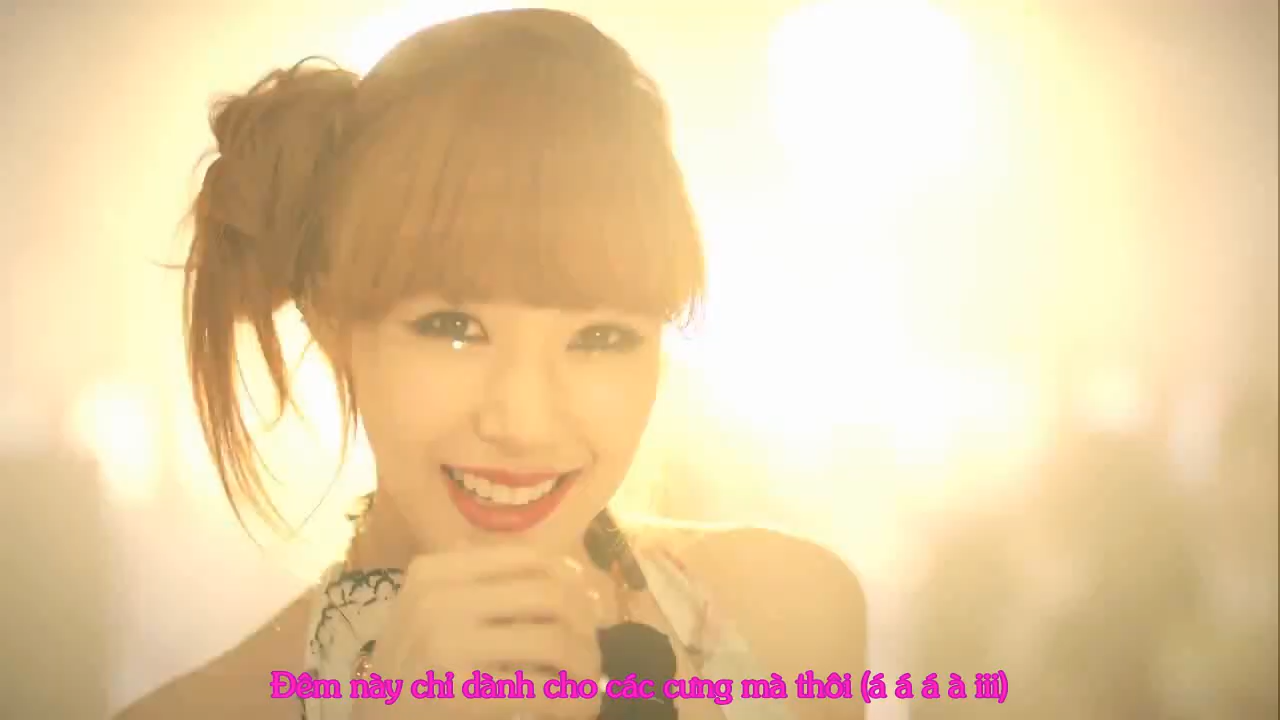 Đêm này chỉ dành cho các cưng mà thôi (á á á à iii)